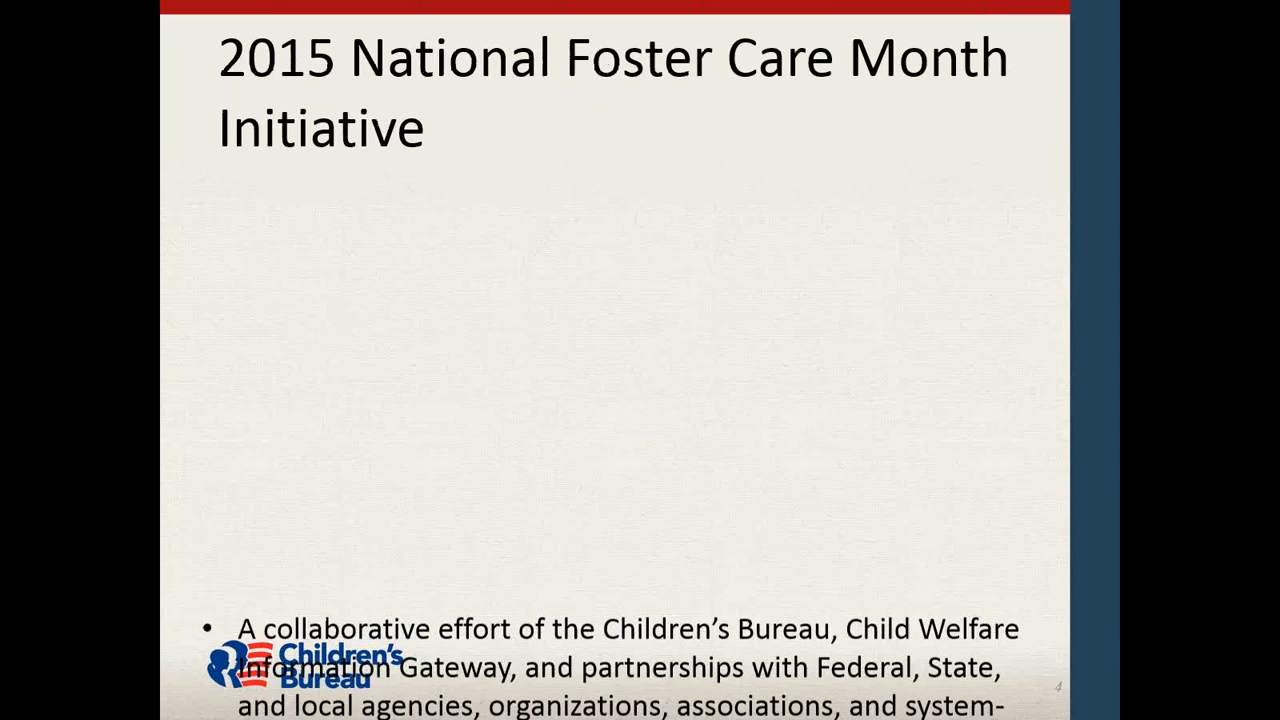 2015 National Foster Care Month
Initiative
• A collaborative effort of the Children’s Bureau, Child Welfare
Information Gateway, and partnerships with Federal, State,
and local agencies, organizations, associations, and system-
Children's
Bureau
4